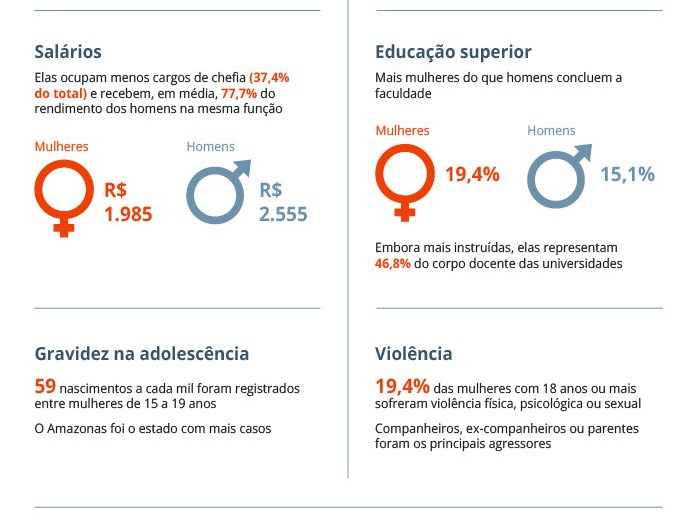 Salários
Elas ocupam menos cargos de chefia (37,4%
do total) e recebem, em média, 77,7% do
rendimento dos homens na mesma função
Mulheres
Homens
R$
1.985
R$
2.555
Educação superior
Mais mulheres do que homens concluem a
faculdade
Mulheres
Homens
19,4%
15,1%
Embora mais instruídas, elas representam
46,8% do corpo docente das universidades
Gravidez na adolescência
59 nascimentos a cada mil foram registrados
entre mulheres de 15 a 19 anos
O Amazonas foi o estado com mais casos
Violência
19,4% das mulheres com 18 anos ou mais
sofreram violência física, psicológica ou sexual
Companheiros, ex-companheiros ou parentes
foram os principais agressores